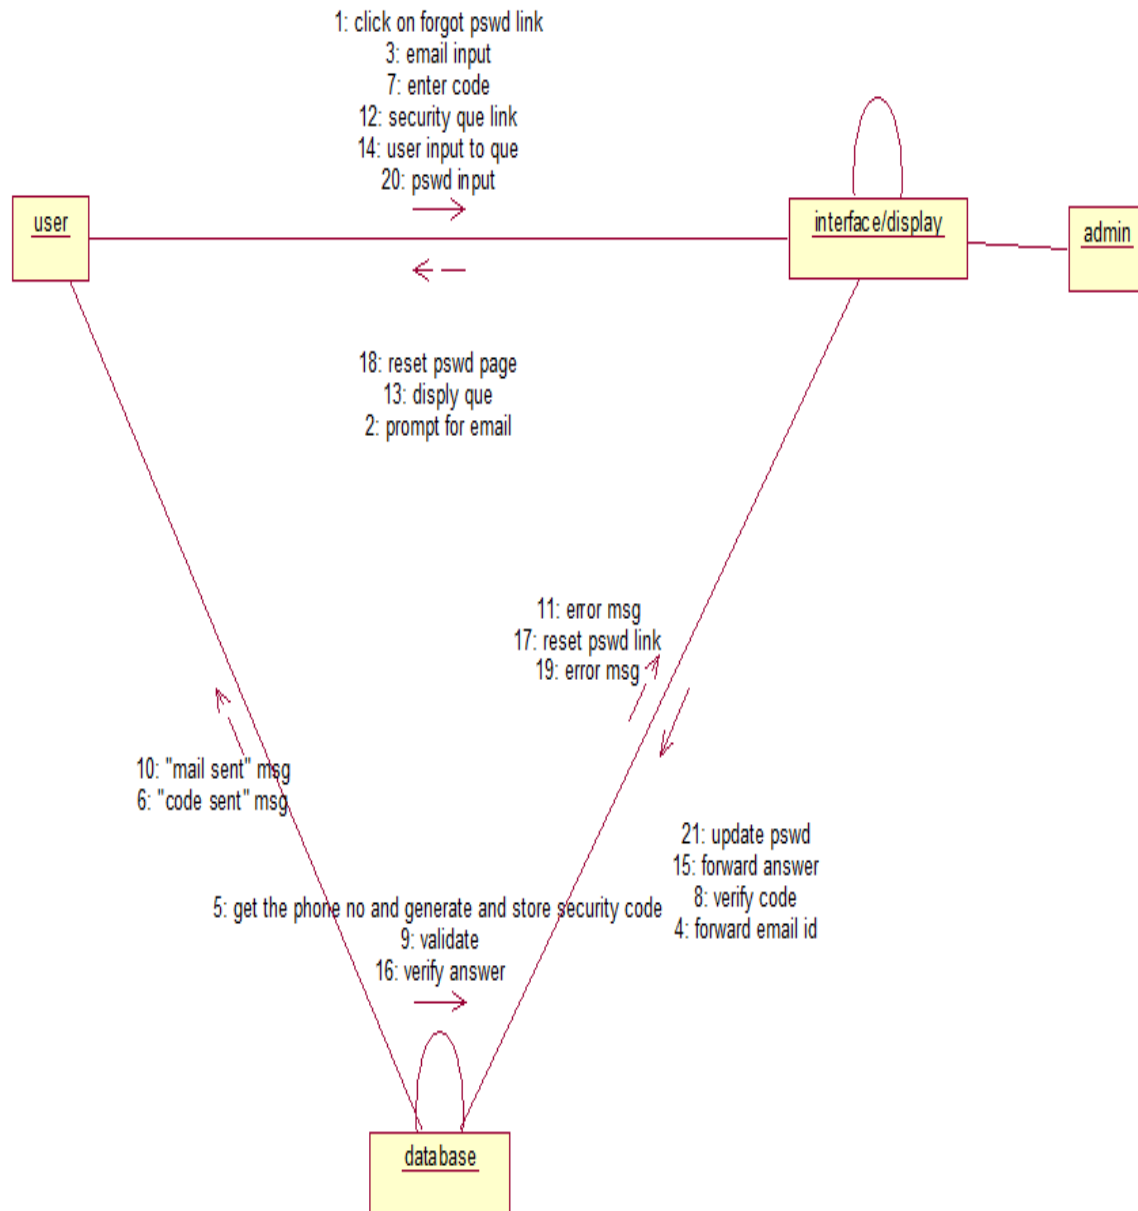 1: click on forgot pswd link
3: email input
7: enter code
12: security que link
14: user input to que
20: pswd input
user
interface/display
admin
18: reset pswd page
13: disply que
2: prompt for email
11: error msg
17: reset pswd link
19: error msg
10: "mail sent" msg
6: "code sent" msg
21: update pswd
15: forward answer
8: verify code
4: forward email id
5: get the phone no and generate and store security code
9: validate
16: verify answer
database